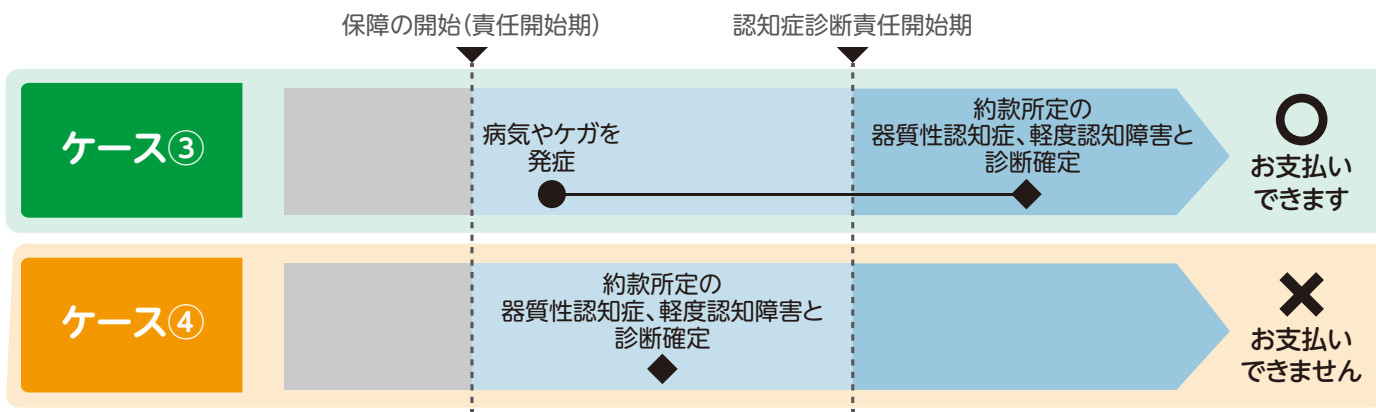 保障の開始(責任開始期)
認知症診断責任開始期
ケース③
病気やケガを
発症
約款所定の
器質性認知症、軽度認知障害と
診断確定
お支払い
できます
ケース④
約款所定の
器質性認知症、軽度認知障害と
診断確定
お支払い
できません